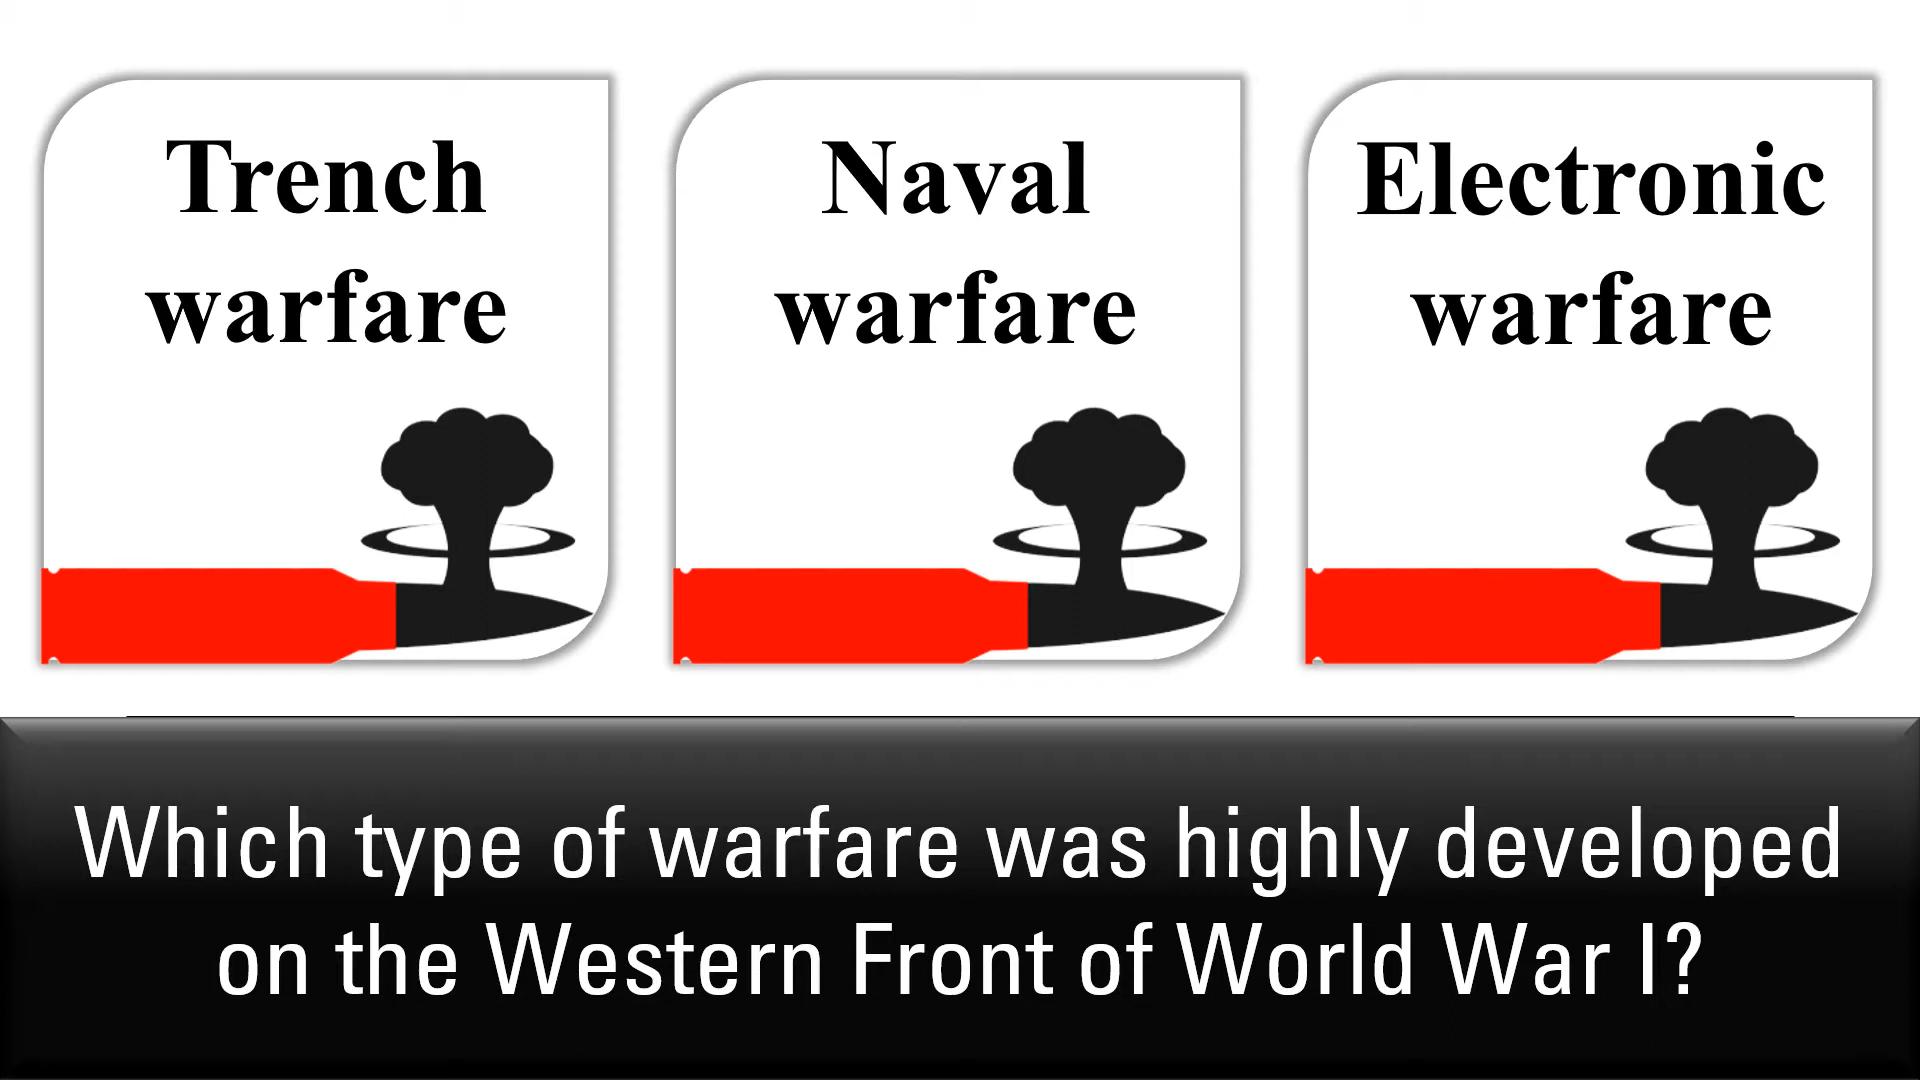 Trench
warfare
Naval
warfare
Electronic
warfare
Which type of warfare was highly developed
on the Western Front of World War I?